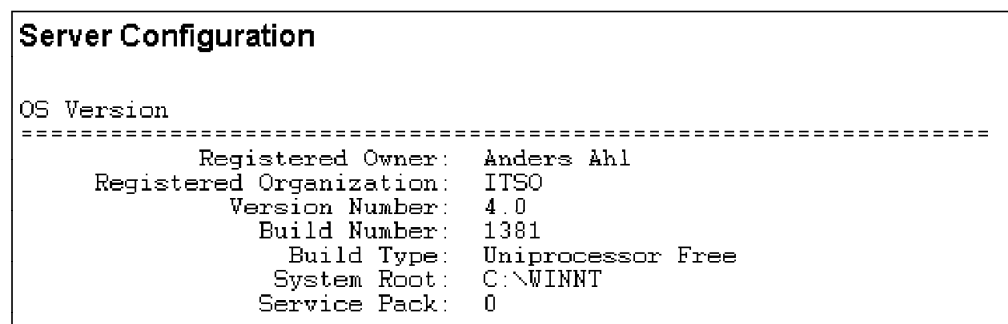 Server Configuration
OS Version
=================================================================
Registered Owner: Anders Ahl
Registered Organization: ITSO
Version Number: 4.0
Build Number: 1381
Build Type: Uniprocessor Free
System Root: C:\WINNT
Service Pack: 0